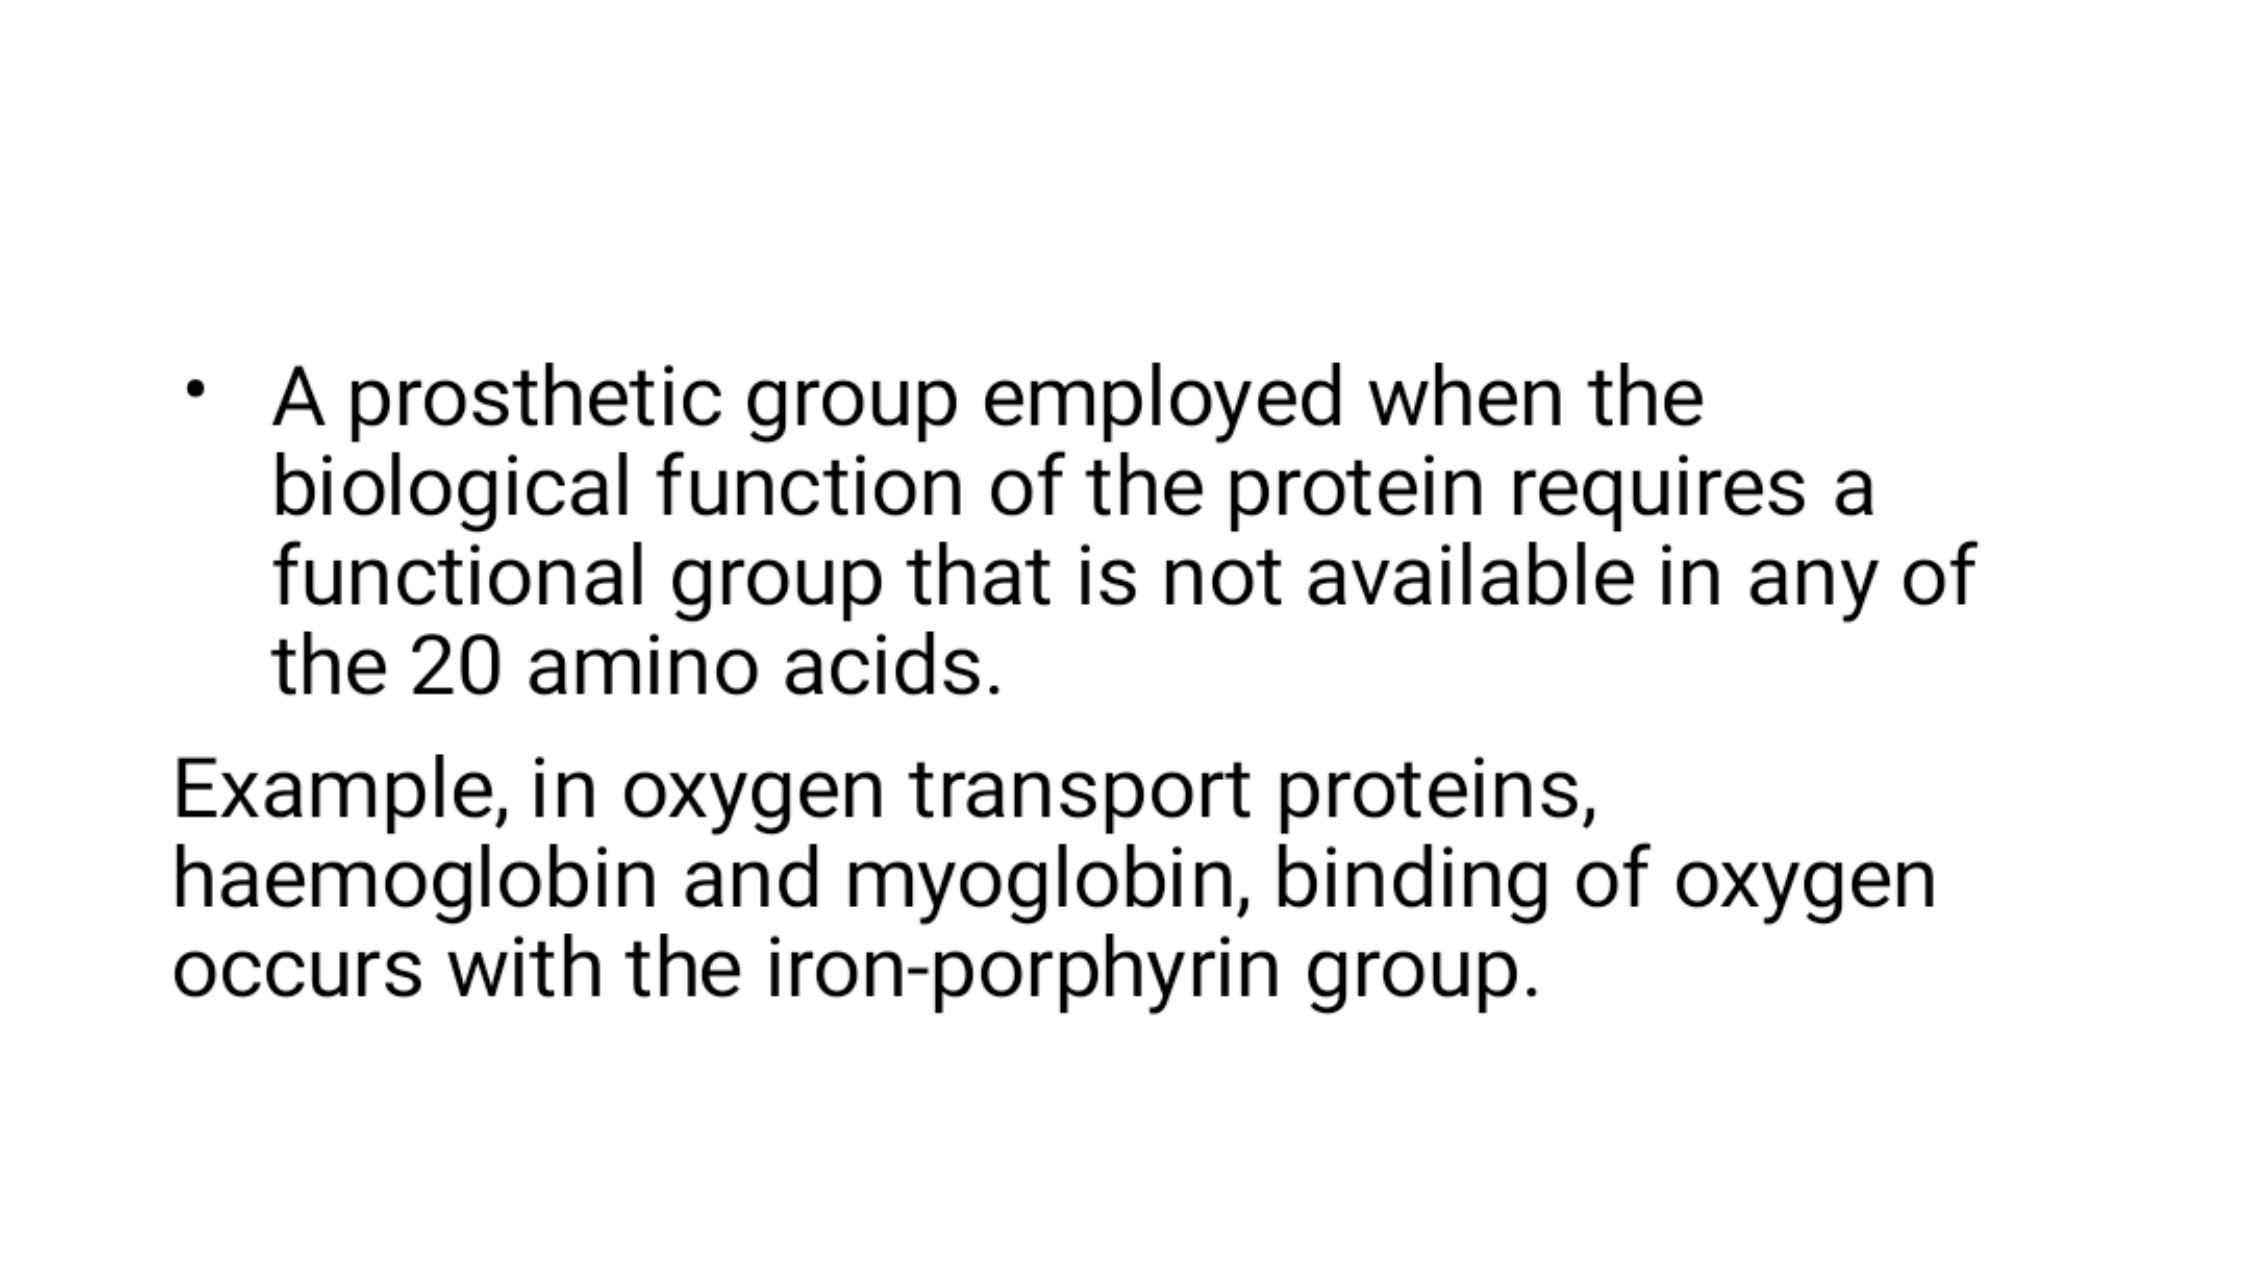 • A prosthetic group employed when the
biological function of the protein requires a
functional group that is not available in any of
the 20 amino acids.
Example, in oxygen transport proteins,
haemoglobin and myoglobin, binding of oxygen
occurs with the iron-porphyrin group.